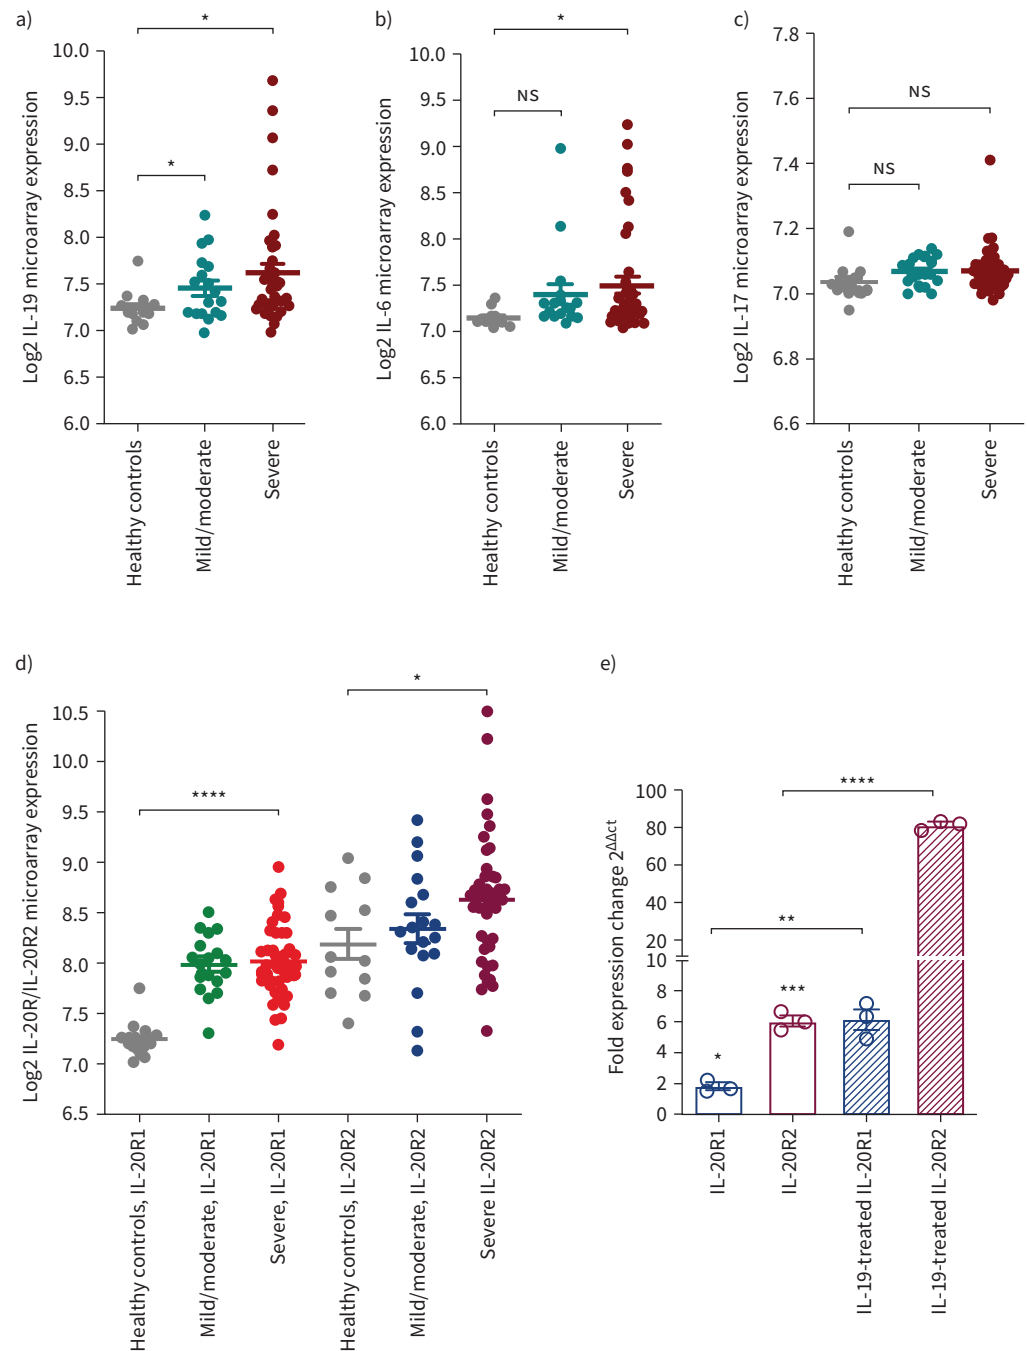 a)
*
*
Log2 IL-19 microarray expression
10.0
9.5
9.0
8.5
8.0
7.5
7.0
6.5
6.0
Healthy controls
Mild/moderate
Severe
b)
*
NS
Log2 IL-6 microarray expression
10.0
9.5
9.0
8.5
8.0
7.5
7.0
6.5
6.0
Healthy controls
Mild/moderate
Severe
c)
NS
NS
Log2 IL-17 microarray expression
7.8
7.6
7.4
7.2
7.0
6.8
6.6
Healthy controls
Mild/moderate
Severe
d)
*
****
Log2 IL-20R/IL-20R2 microarray expression
10.5
10.0
9.5
9.0
8.5
8.0
7.5
7.0
6.5
Healthy controls, IL-20R1
Mild/moderate, IL-20R1
Severe, IL-20R1
Healthy controls, IL-20R2
Mild/moderate, IL-20R2
Severe IL-20R2
e)
****
**
***
*
Fold expression change 2ΔΔct
100
80
60
40
20
10
8
6
4
2
0
IL-20R1
IL-20R2
IL-19-treated IL-20R1
IL-19-treated IL-20R2